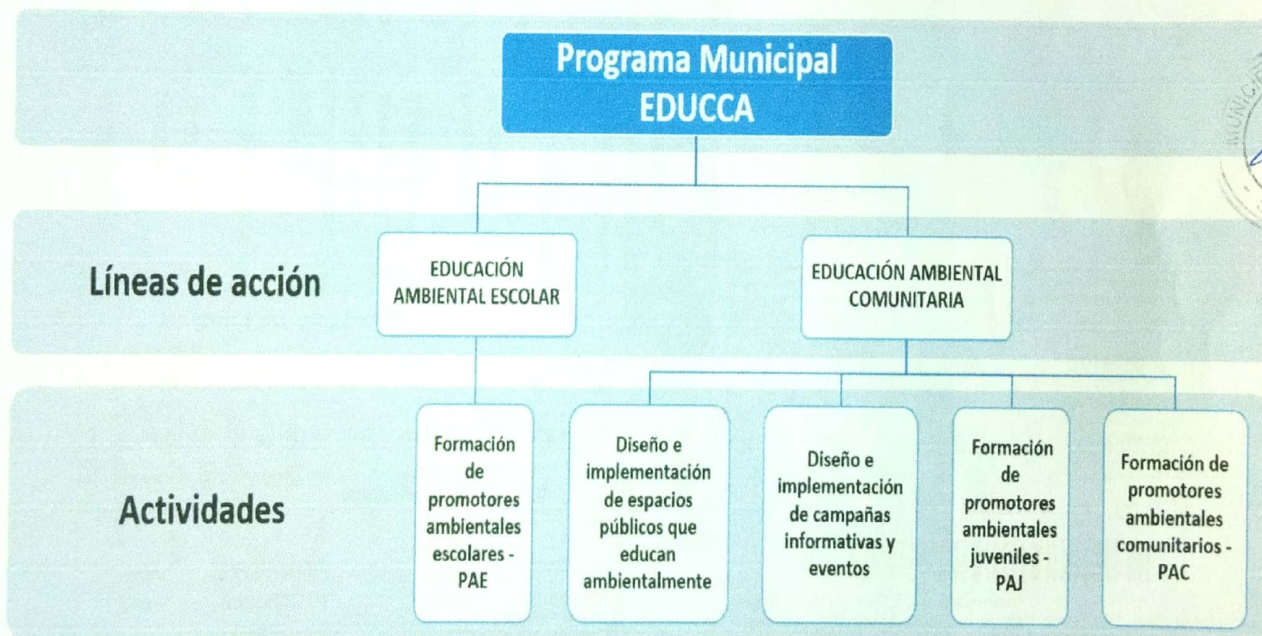 Programa Municipal
EDUCCA
Líneas de acción
EDUCACIÓN
AMBIENTAL ESCOLAR
EDUCACIÓN AMBIENTAL
COMUNITARIA
Actividades
Formación
de
promotores
ambientales
escolares -
PAE
Diseño e
implementación
de espacios
públicos que
educan
ambientalmente
Diseño e
implementación
de campañas
informativas y
eventos
Formación
de
promotores
ambientales
juveniles -
PAJ
Formación de
promotores
ambientales
comunitarios -
PAC